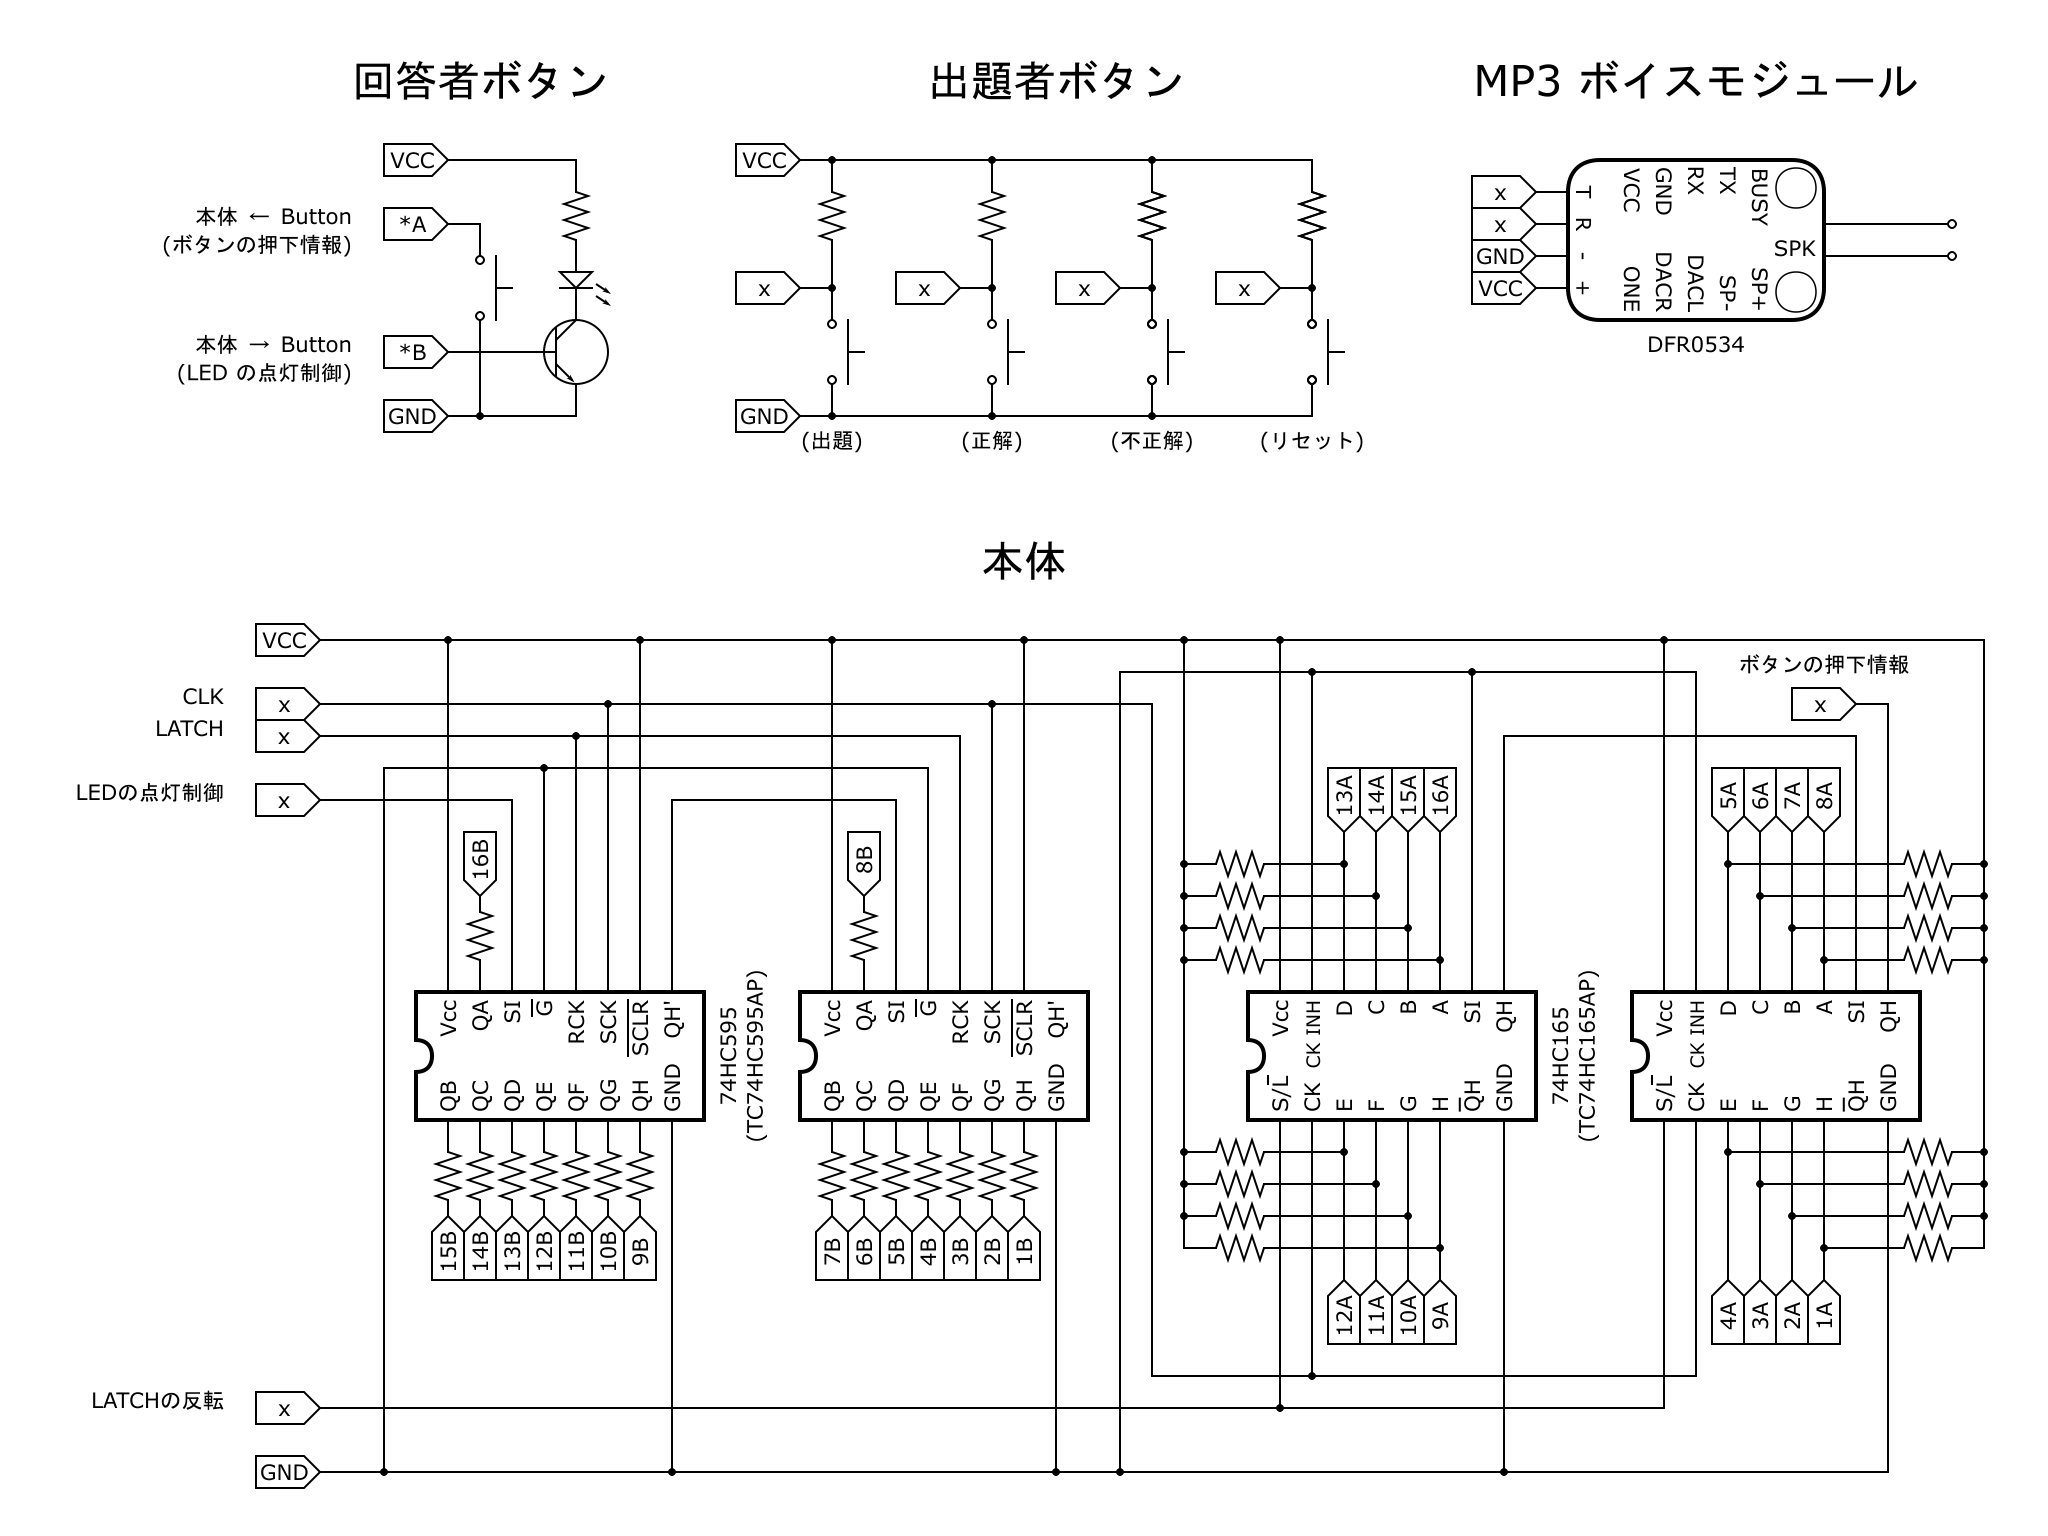 回答者ボタン
VCC
本体 ← Button
(ボタンの押下情報)
*A
本体 → Button
(LED の点灯制御)
*B
GND
出題者ボタン
VCC
x
x
x
x
GND
(出題)
(正解)
(不正解)
(リセット)
MP3 ボイスモジュール
x
x
GND
VCC
T
R
-
+
VCC
GND
RX
TX
BUSY
SPK
ONE
DACR
DACL
SP-
SP+
DFR0534
本体
VCC
CLK
x
LATCH
x
LEDの点灯制御
x
ボタンの押下情報
x
16B
8B
13A
14A
15A
16A
5A
6A
7A
8A
Vcc
QA
SI
G
RCK
SCK
SCLR
QH'
QB
QC
QD
QE
QF
QG
QH
GND
74HC595
(TC74HC595AP)
Vcc
QA
SI
G
RCK
SCK
SCLR
QH'
QB
QC
QD
QE
QF
QG
QH
GND
Vcc
CK INH
D
C
B
A
SI
QH
S/L
CK
E
F
G
H
QH
GND
74HC165
(TC74HC165AP)
Vcc
CK INH
D
C
B
A
SI
QH
S/L
CK
E
F
G
H
QH
GND
15B
14B
13B
12B
11B
10B
9B
7B
6B
5B
4B
3B
2B
1B
12A
11A
10A
9A
4A
3A
2A
1A
LATCHの反転
x
GND